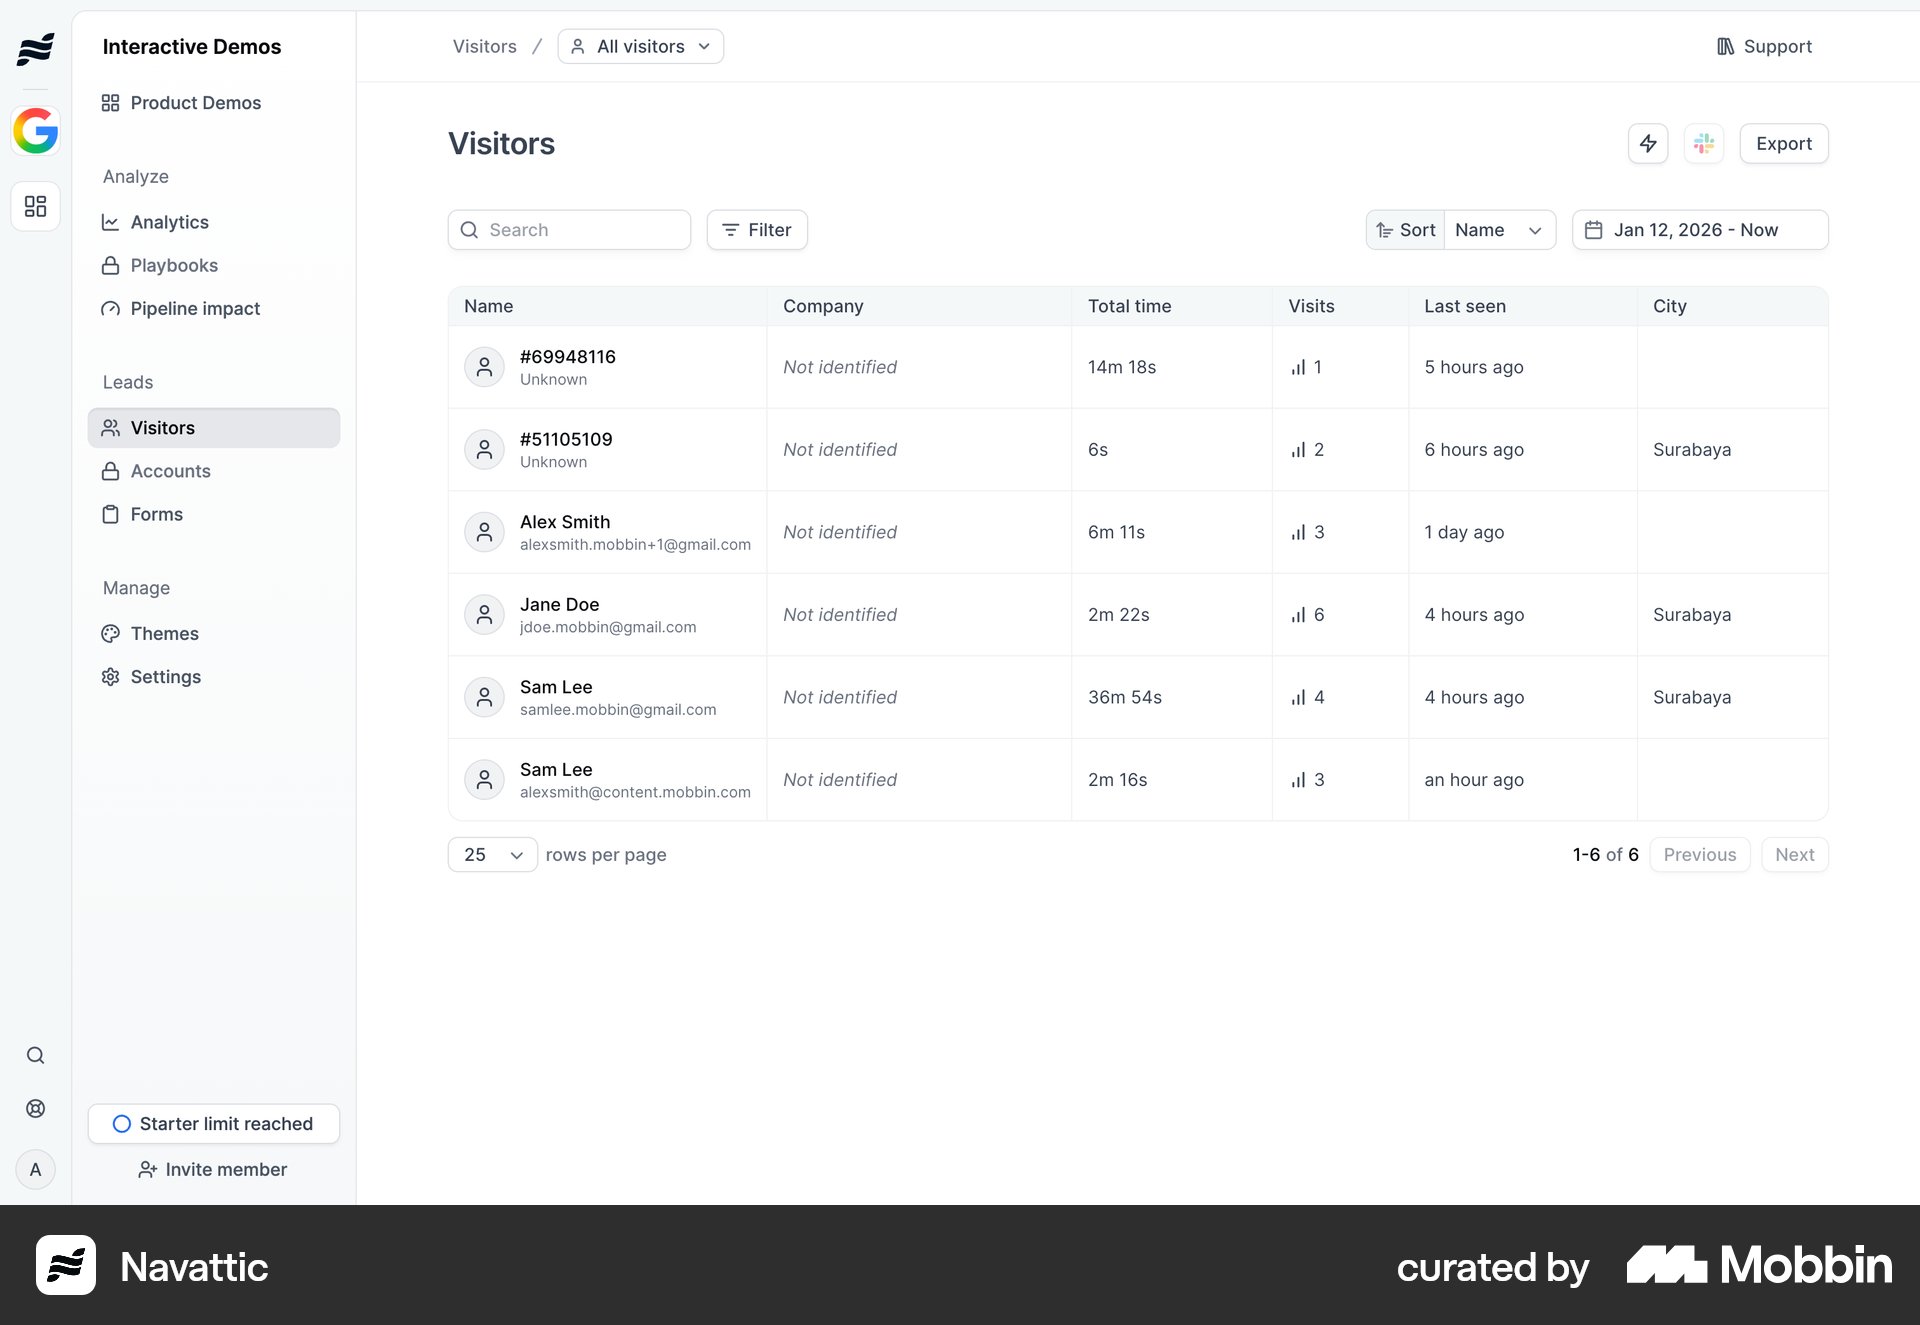 Interactive Demos
Product Demos
Analyze
Analytics
Playbooks
Pipeline impact
Leads
Visitors
Accounts
Forms
Manage
Themes
Settings
Starter limit reached
Invite member
A
Visitors / All visitors
Support
Visitors
Export
Search
Filter
Sort Name
Jan 12, 2026 - Now
Name Company Total time Visits Last seen City
#69948116
Unknown
Not identified 14m 18s 1 5 hours ago
#51105109
Unknown
Not identified 6s 2 6 hours ago Surabaya
Alex Smith
alexsmith.mobbin+1@gmail.com
Not identified 6m 11s 3 1 day ago
Jane Doe
jdoe.mobbin@gmail.com
Not identified 2m 22s 6 4 hours ago Surabaya
Sam Lee
samlee.mobbin@gmail.com
Not identified 36m 54s 4 4 hours ago Surabaya
Sam Lee
alexsmith@content.mobbin.com
Not identified 2m 16s 3 an hour ago
25 rows per page
1-6 of 6 Previous Next
Navattic
curated by Mobbin